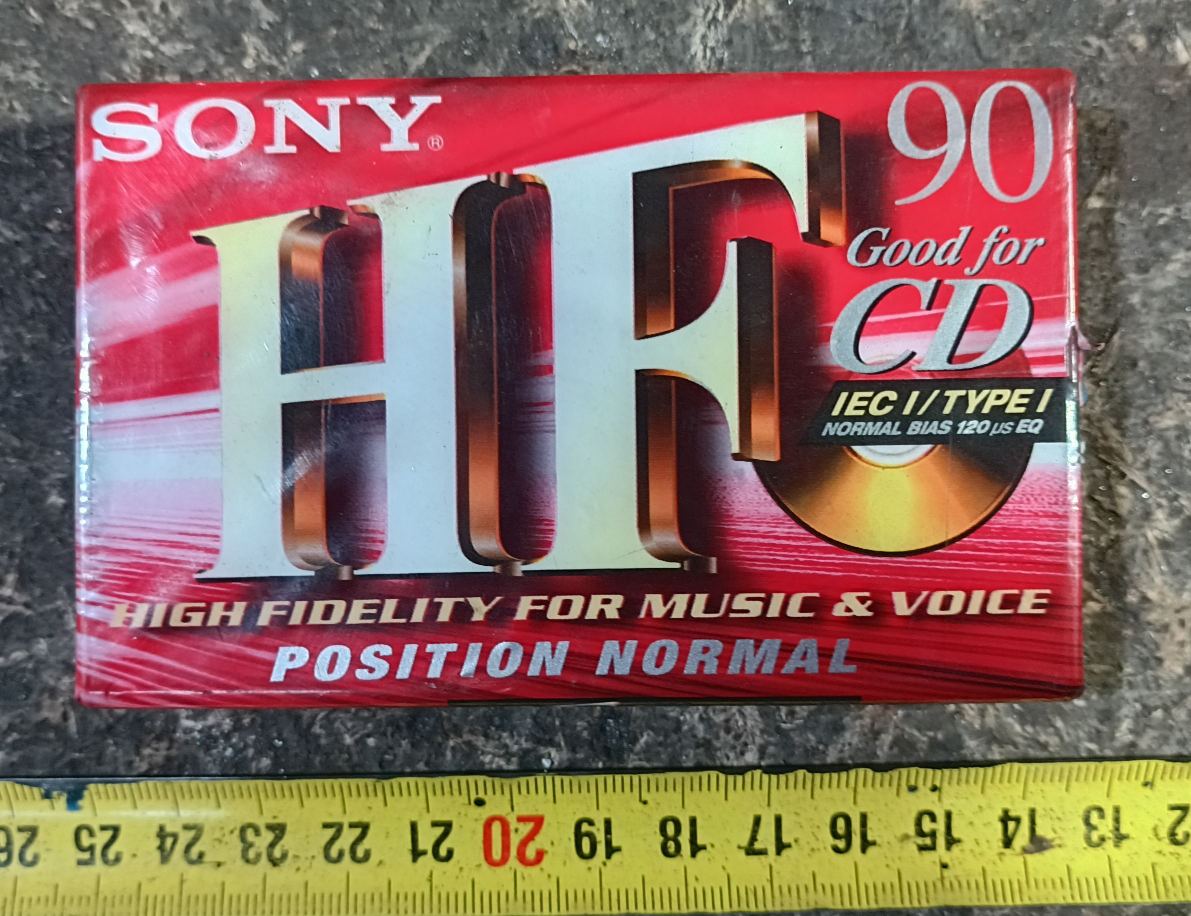 SONY®
90
HF
Good for
CD
IEC I/TYPE I
NORMAL BIAS 120 μs EQ
HIGH FIDELITY FOR MUSIC & VOICE
POSITION NORMAL
26 25 24 23 22 21 20 19 18 17 16 15 14 13 12